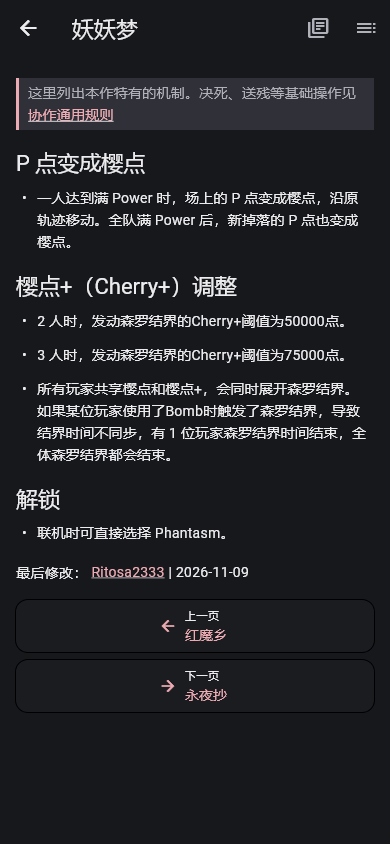 妖妖梦
这里列出本作特有的机制。决死、送残等基础操作见
协作通用规则
P 点变成樱点
• 一人达到满 Power 时，场上的 P 点变成樱点，沿原
轨迹移动。全队满 Power 后，新掉落的 P 点也变成
樱点。
樱点+（Cherry+）调整
• 2 人时，发动森罗结界的Cherry+阈值为50000点。
• 3 人时，发动森罗结界的Cherry+阈值为75000点。
• 所有玩家共享樱点和樱点+，会同时展开森罗结界。
如果某位玩家使用了Bomb时触发了森罗结界，导致
结界时间不同步，有 1 位玩家森罗结界时间结束，全
体森罗结界都会结束。
解锁
• 联机时可直接选择 Phantasm。
最后修改： Ritosa2333 | 2026-11-09
上一页
红魔乡
下一页
永夜抄